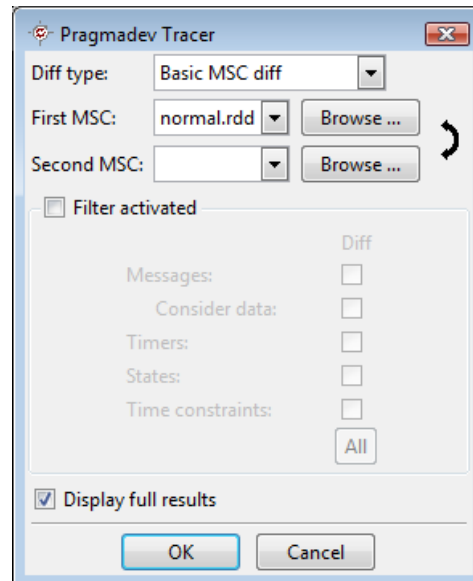 Pragmadev Tracer
Diff type: Basic MSC diff
First MSC: normal.rdd Browse ...
Second MSC: Browse ...
Filter activated
Diff
Messages:
Consider data:
Timers:
States:
Time constraints:
All
Display full results
OK Cancel